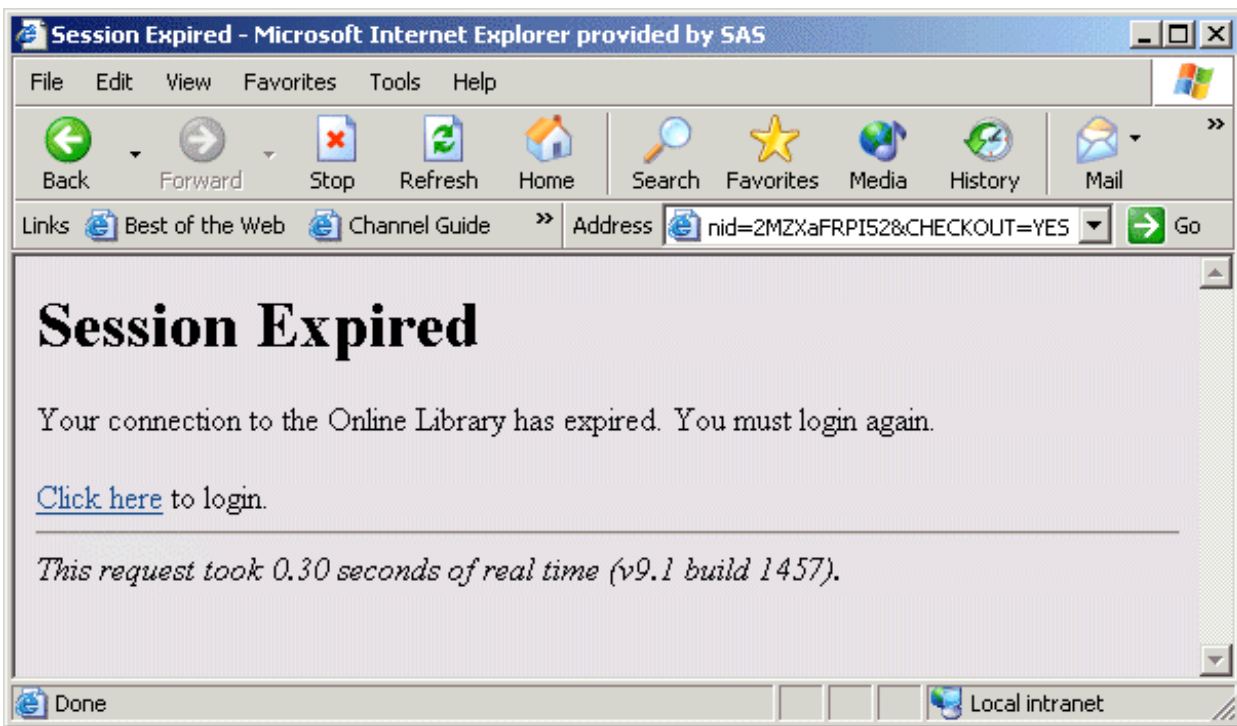 Session Expired - Microsoft Internet Explorer provided by SAS
File Edit View Favorites Tools Help
Back Forward Stop Refresh Home Search Favorites Media History Mail »
Links Best of the Web Channel Guide » Address nid=2MZXaFRPI52&CHECKOUT=YES Go
Session Expired
Your connection to the Online Library has expired. You must login again.
Click here to login.
This request took 0.30 seconds of real time (v9.1 build 1457).
Done Local intranet